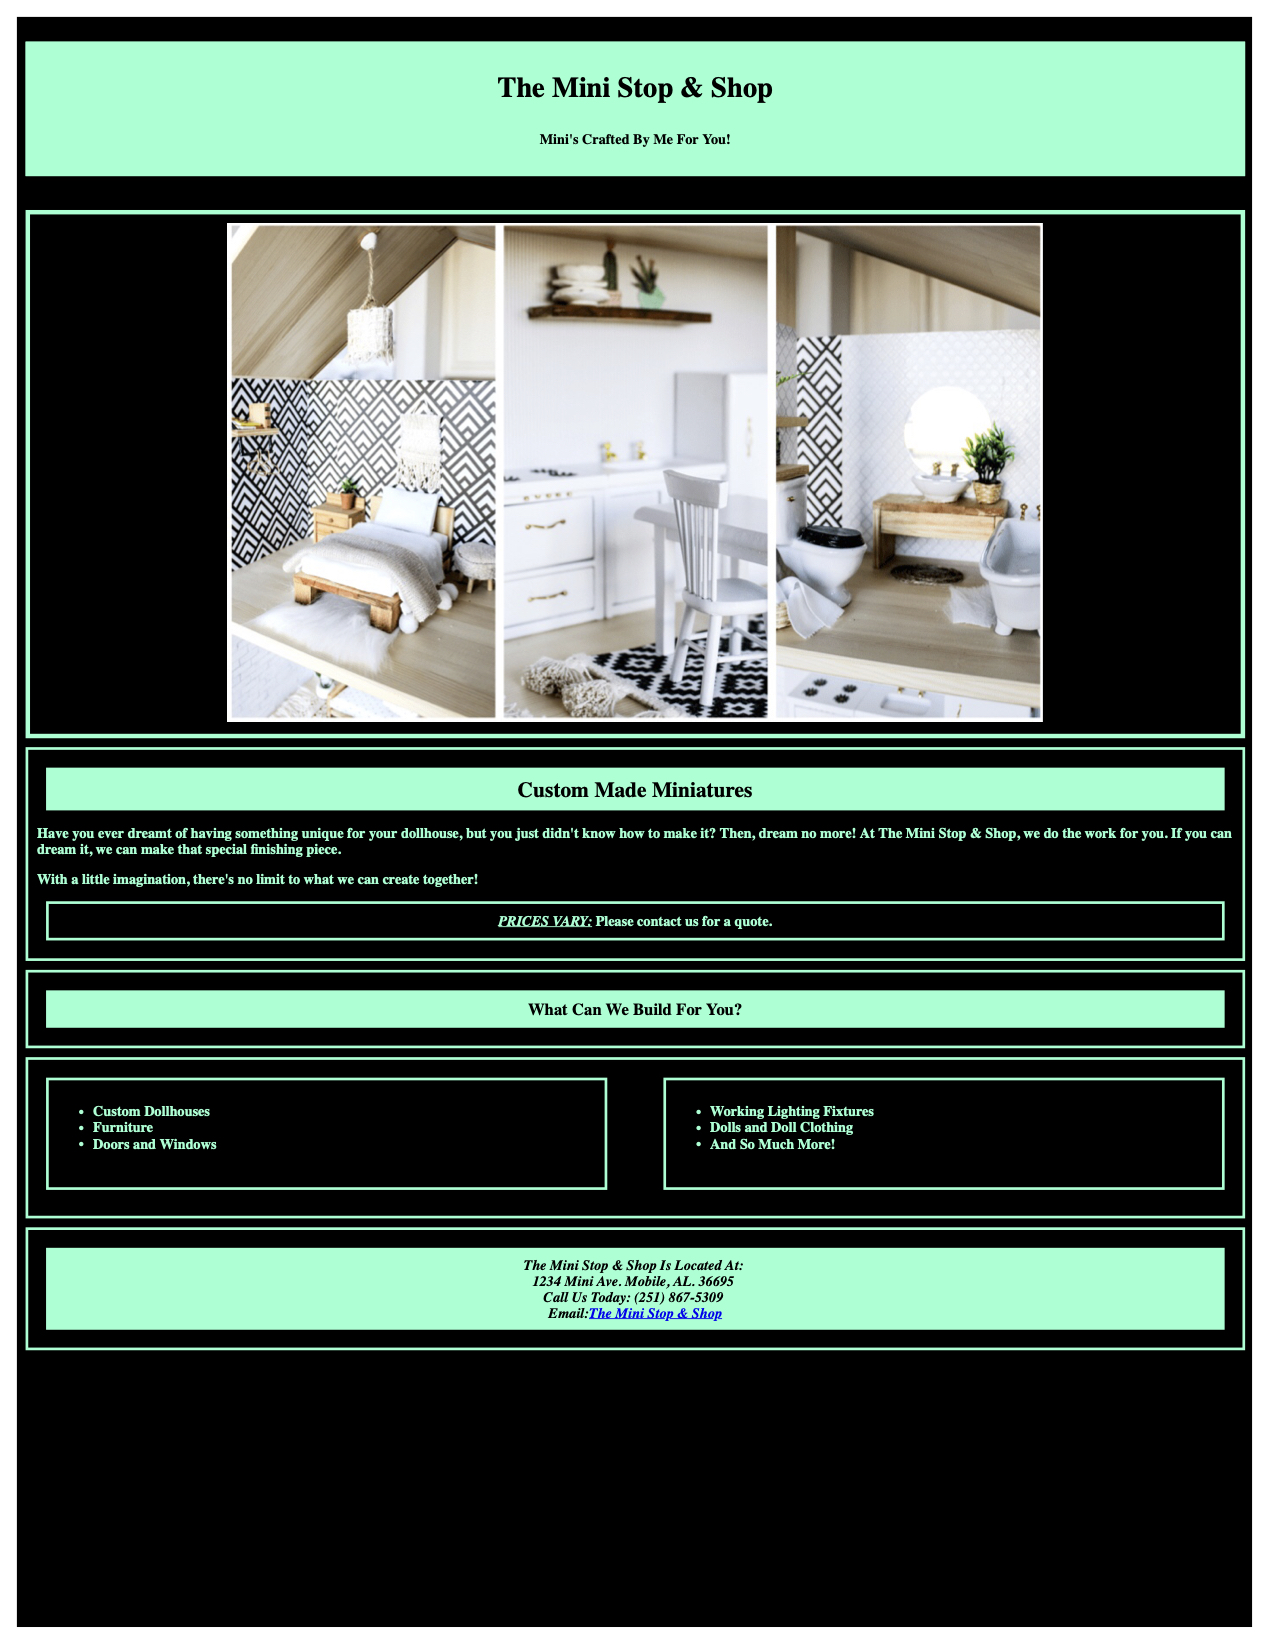 The Mini Stop & Shop
Mini's Crafted By Me For You!
Custom Made Miniatures
Have you ever dreamt of having something unique for your dollhouse, but you just didn't know how to make it? Then, dream no more! At The Mini Stop & Shop, we do the work for you. If you can
dream it, we can make that special finishing piece.
With a little imagination, there's no limit to what we can create together!
PRICES VARY: Please contact us for a quote.
What Can We Build For You?
• Custom Dollhouses
• Furniture
• Doors and Windows
• Working Lighting Fixtures
• Dolls and Doll Clothing
• And So Much More!
The Mini Stop & Shop Is Located At:
1234 Mini Ave. Mobile, AL. 36695
Call Us Today: (251) 867-5309
Email:The Mini Stop & Shop